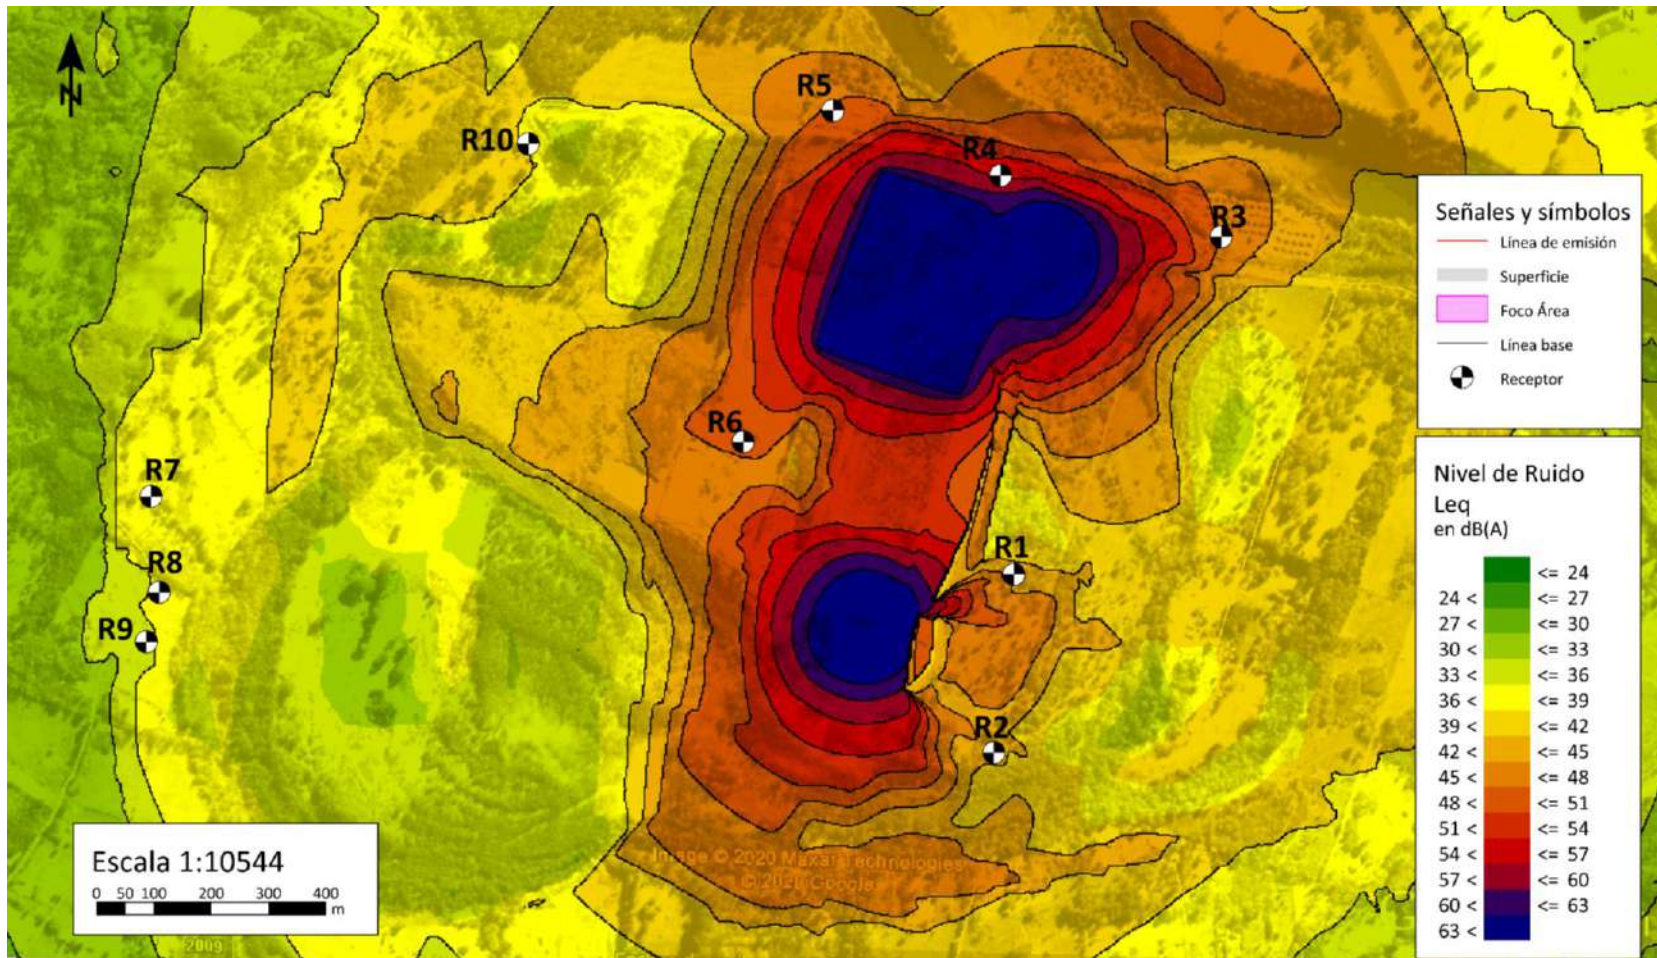 N
R5
R4
R10
R3
R6
R7
R8
R9
R1
R2
Señales y símbolos
Línea de emisión
Superficie
Foco Área
Línea base
Receptor
Nivel de Ruido
Leq
en dB(A)
<= 24
24 < <= 27
27 < <= 30
30 < <= 33
33 < <= 36
36 < <= 39
39 < <= 42
42 < <= 45
45 < <= 48
48 < <= 51
51 < <= 54
54 < <= 57
57 < <= 60
60 < <= 63
63 <
Escala 1:10544
0 50 100 200 300 400
m
Image © 2020 Maxar Technologies
© 2020 Google
2009